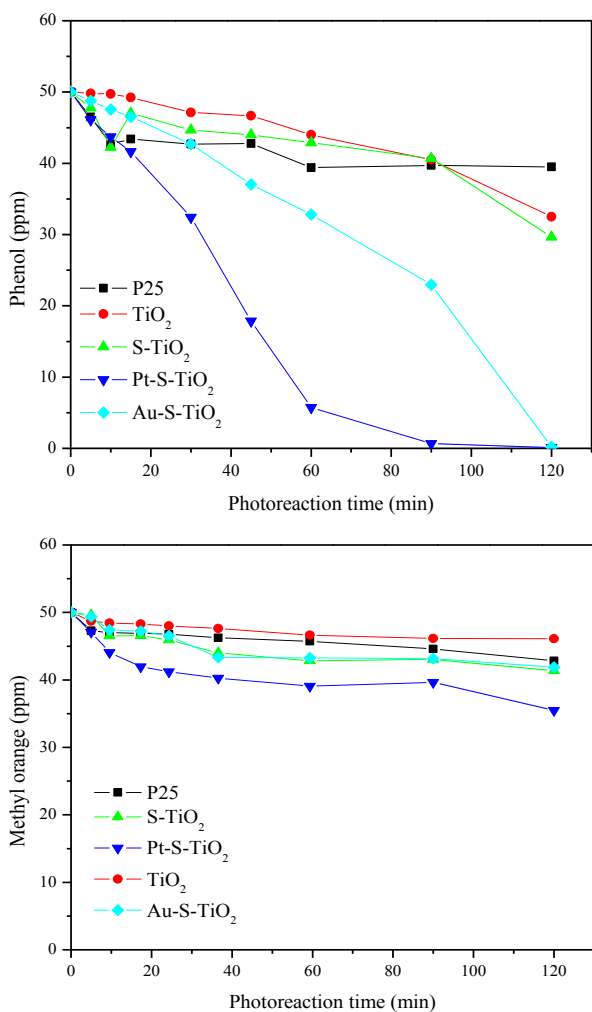 60
50
40
30
20
10
0
Phenol (ppm)
P25
TiO2
S-TiO2
Pt-S-TiO2
Au-S-TiO2
0 20 40 60 80 100 120
Photoreaction time (min)
60
50
40
30
20
10
0
Methyl orange (ppm)
P25
S-TiO2
Pt-S-TiO2
TiO2
Au-S-TiO2
0 20 40 60 80 100 120
Photoreaction time (min)